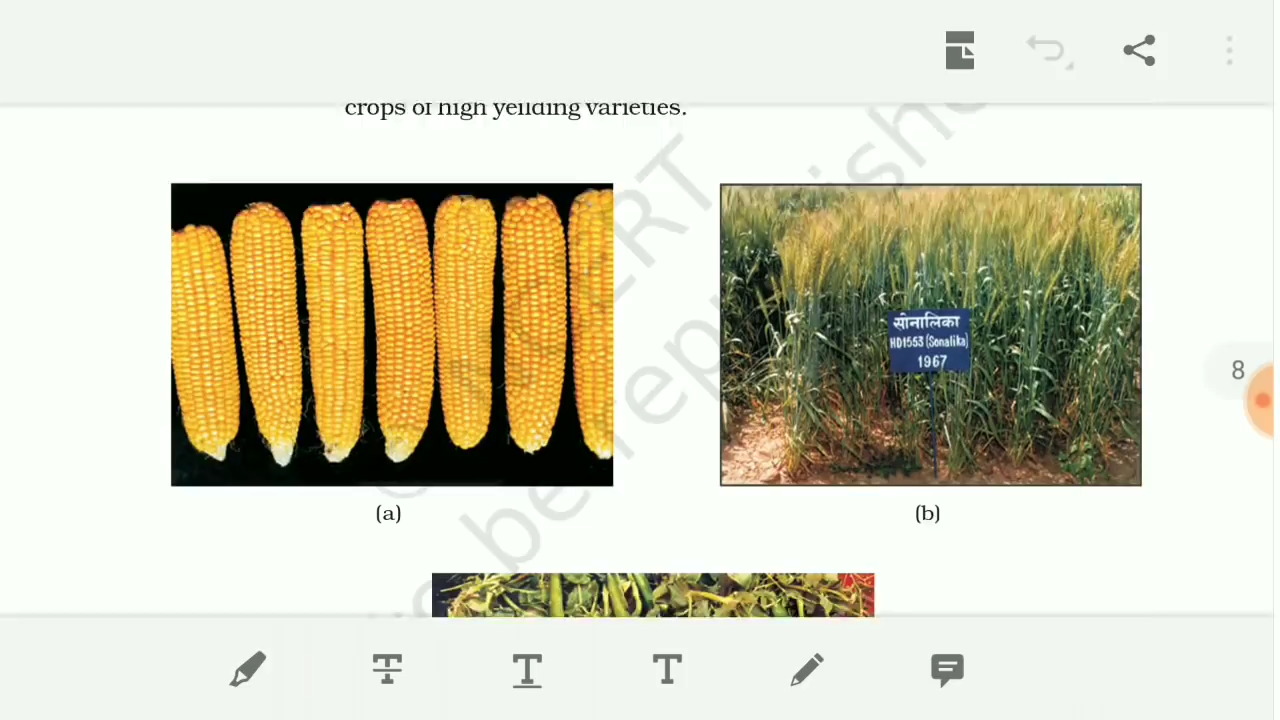 crops of high yeilding varieties.
सोनालिका
HD1553 (Sonalika)
1967
8
(a)
(b)